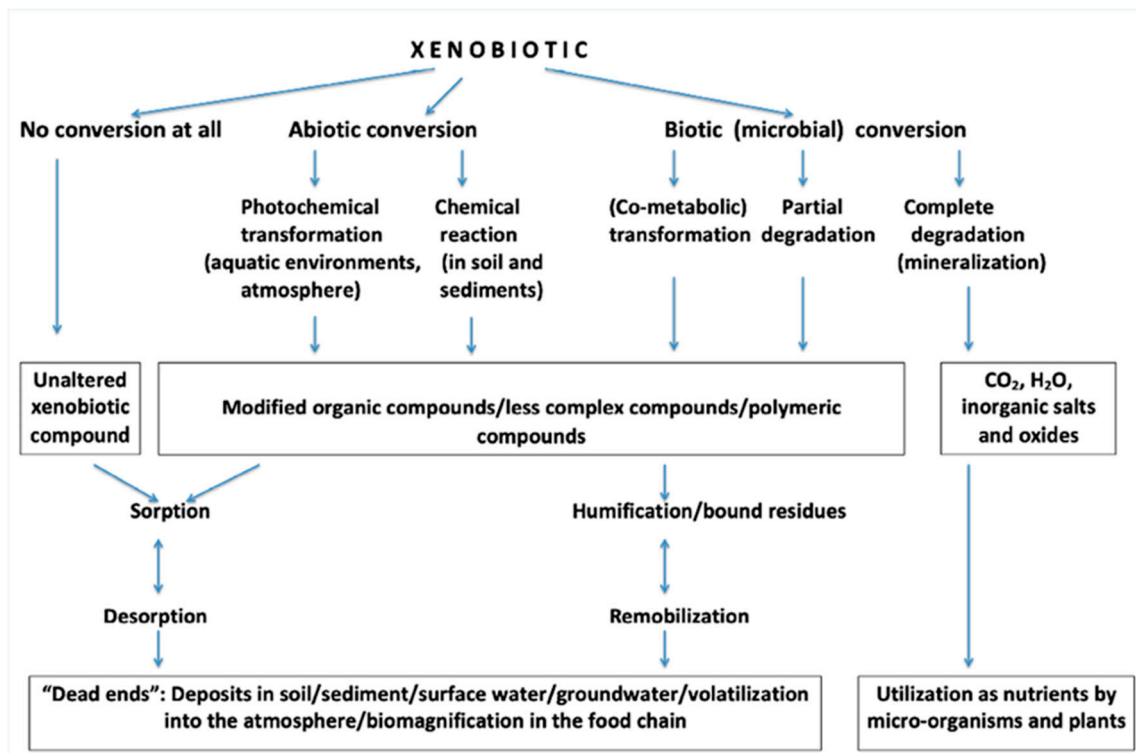 XENOBIOTIC
No conversion at all
Abiotic conversion
Biotic (microbial) conversion
Photochemical
transformation
(aquatic environments,
atmosphere)
Chemical
reaction
(in soil and
sediments)
(Co-metabolic)
transformation
Partial
degradation
Complete
degradation
(mineralization)
Unaltered
xenobiotic
compound
Modified organic compounds/less complex compounds/polymeric
compounds
CO₂, H₂O,
inorganic salts
and oxides
Sorption
Humification/bound residues
Desorption
Remobilization
“Dead ends”: Deposits in soil/sediment/surface water/groundwater/volatilization
into the atmosphere/biomagnification in the food chain
Utilization as nutrients by
micro-organisms and plants